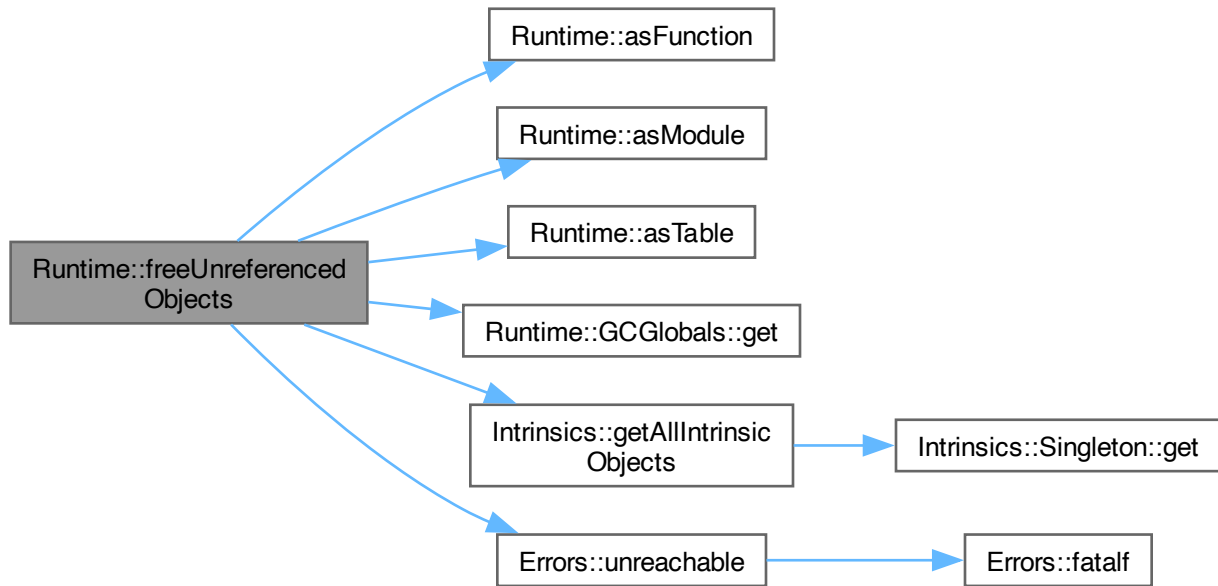 Runtime::asFunction
Runtime::asModule
Runtime::asTable
Runtime::freeUnreferenced
Objects
Runtime::GCGlobals::get
Intrinsics::getAllIntrinsic
Objects
Intrinsics::Singleton::get
Errors::unreachable
Errors::fatalf